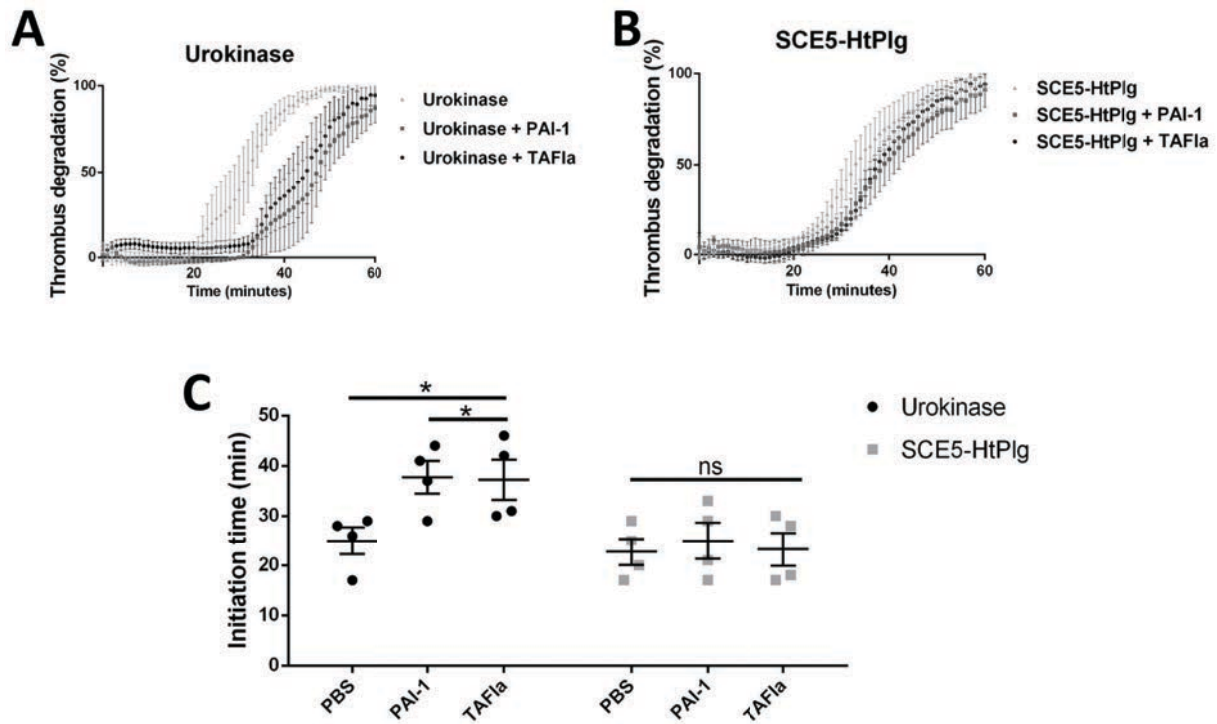 A
Urokinase
Thrombus degradation (%)
100
50
0
20
40
60
Time (minutes)
Urokinase
Urokinase + PAI-1
Urokinase + TAFIa
B
SCE5-HtPlg
Thrombus degradation (%)
100
50
0
20
40
60
Time (minutes)
SCE5-HtPlg
SCE5-HtPlg + PAI-1
SCE5-HtPlg + TAFIa
C
Initiation time (min)
50
40
30
20
10
0
*
*
ns
PBS
PAI-1
TAFIa
PBS
PAI-1
TAFIa
Urokinase
SCE5-HtPlg